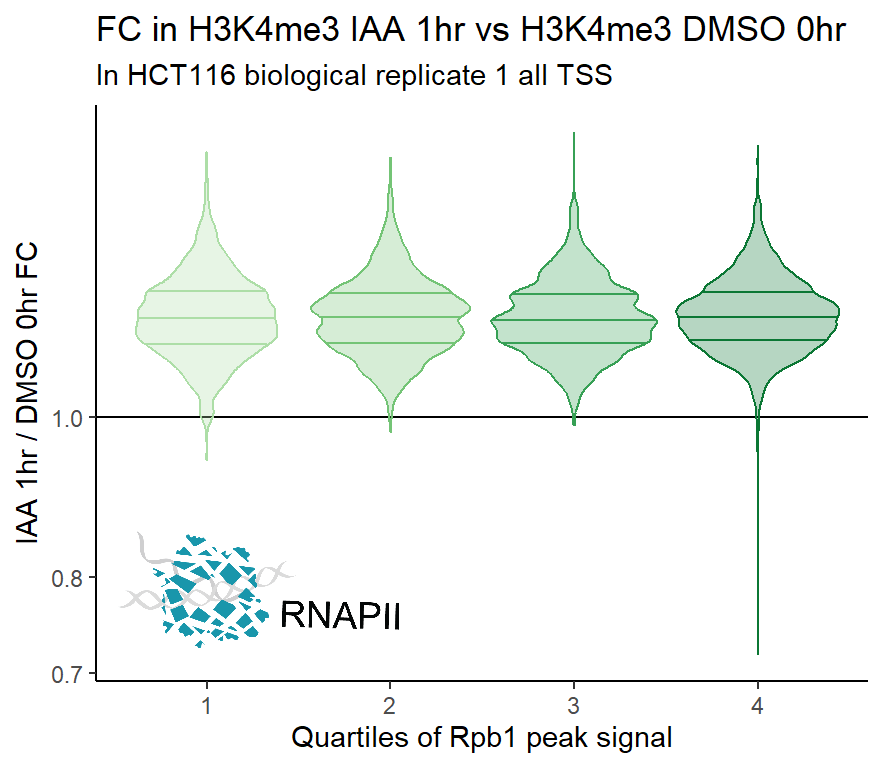 FC in H3K4me3 IAA 1hr vs H3K4me3 DMSO 0hr
In HCT116 biological replicate 1 all TSS
IAA 1hr / DMSO 0hr FC
1.0
0.8
0.7
RNAPII
1 2 3 4
Quartiles of Rpb1 peak signal